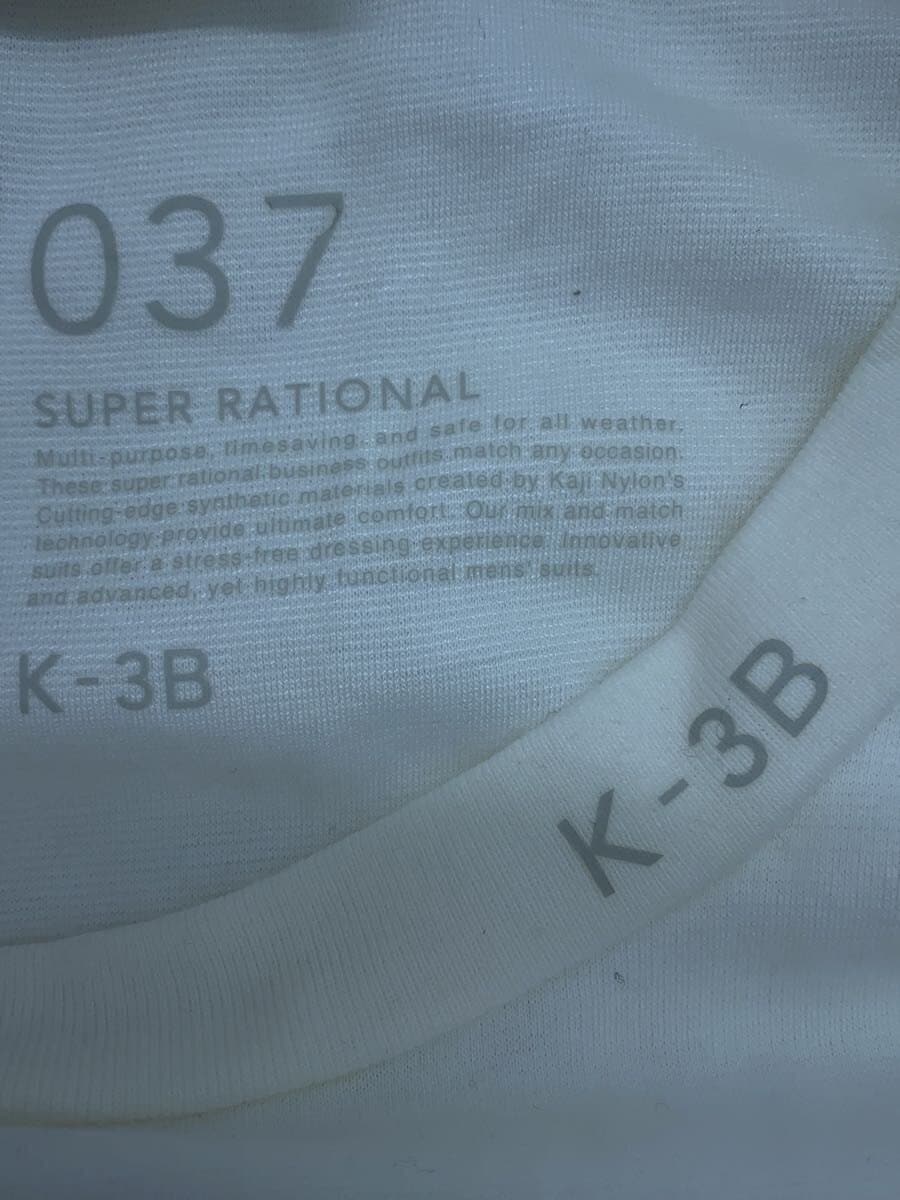 037
SUPER RATIONAL
Multi-purpose, timesaving and safe for all weather.
These super rational business outfits match any occasion.
Cutting-edge synthetic materials created by Kaji Nylon's
technology provide ultimate comfort. Our mix and match
suits offer a stress-free dressing experience. Innovative
and advanced, yet highly functional mens' suits.
K-3B
K-3B